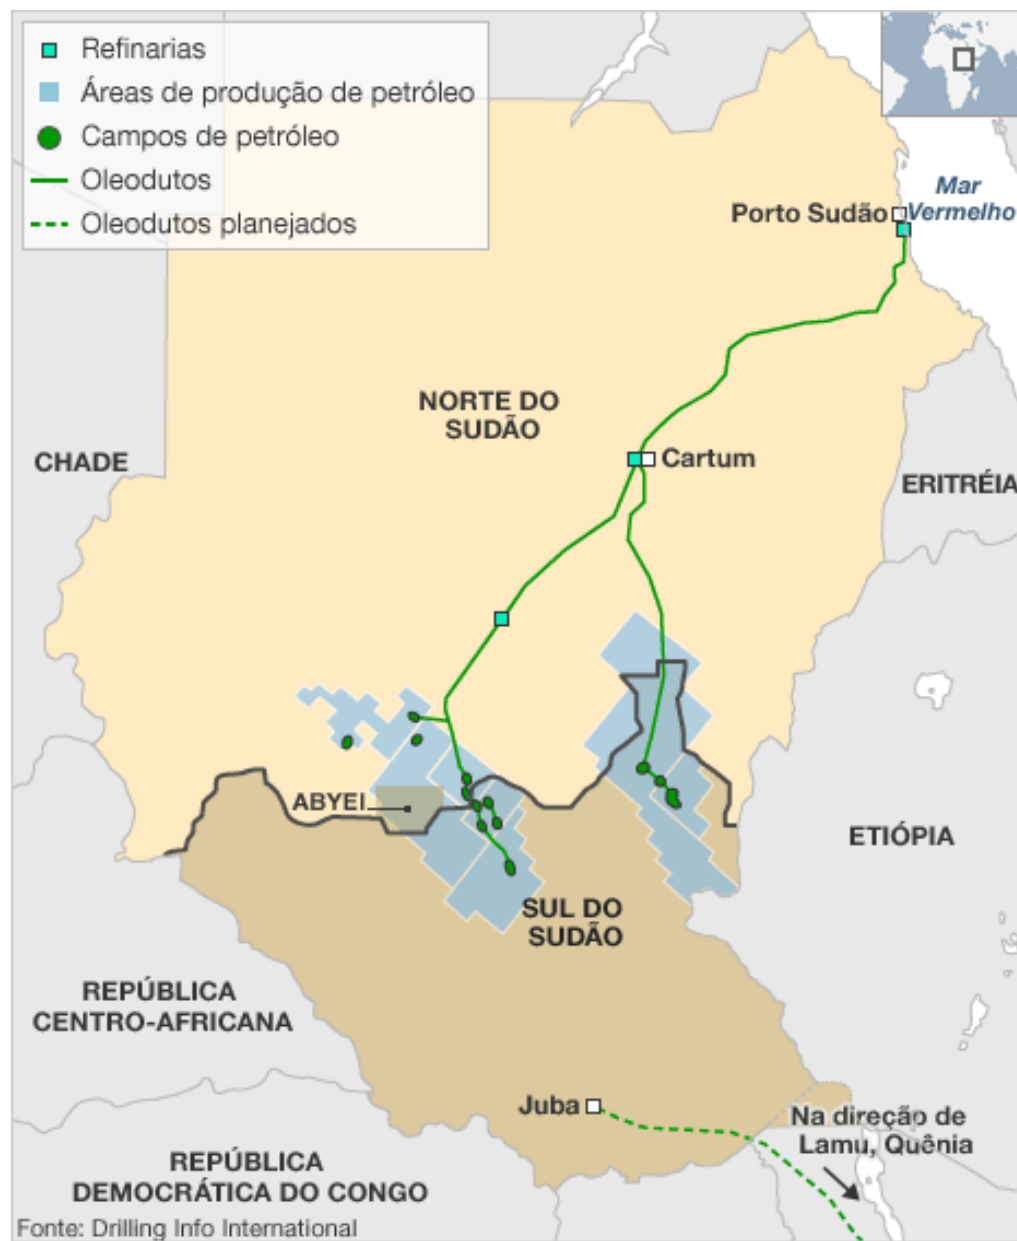 Refinarias
Áreas de produção de petróleo
Campos de petróleo
Oleodutos
Oleodutos planejados
Mar
Vermelho
Porto Sudão
NORTE DO
SUDÃO
CHADE
Cartum
ERITRÉIA
ABYEI
ETIÓPIA
SUL DO
SUDÃO
REPÚBLICA
CENTRO-AFRICANA
Juba
Na direção de
Lamu, Quênia
REPÚBLICA
DEMOCRÁTICA DO CONGO
Fonte: Drilling Info International